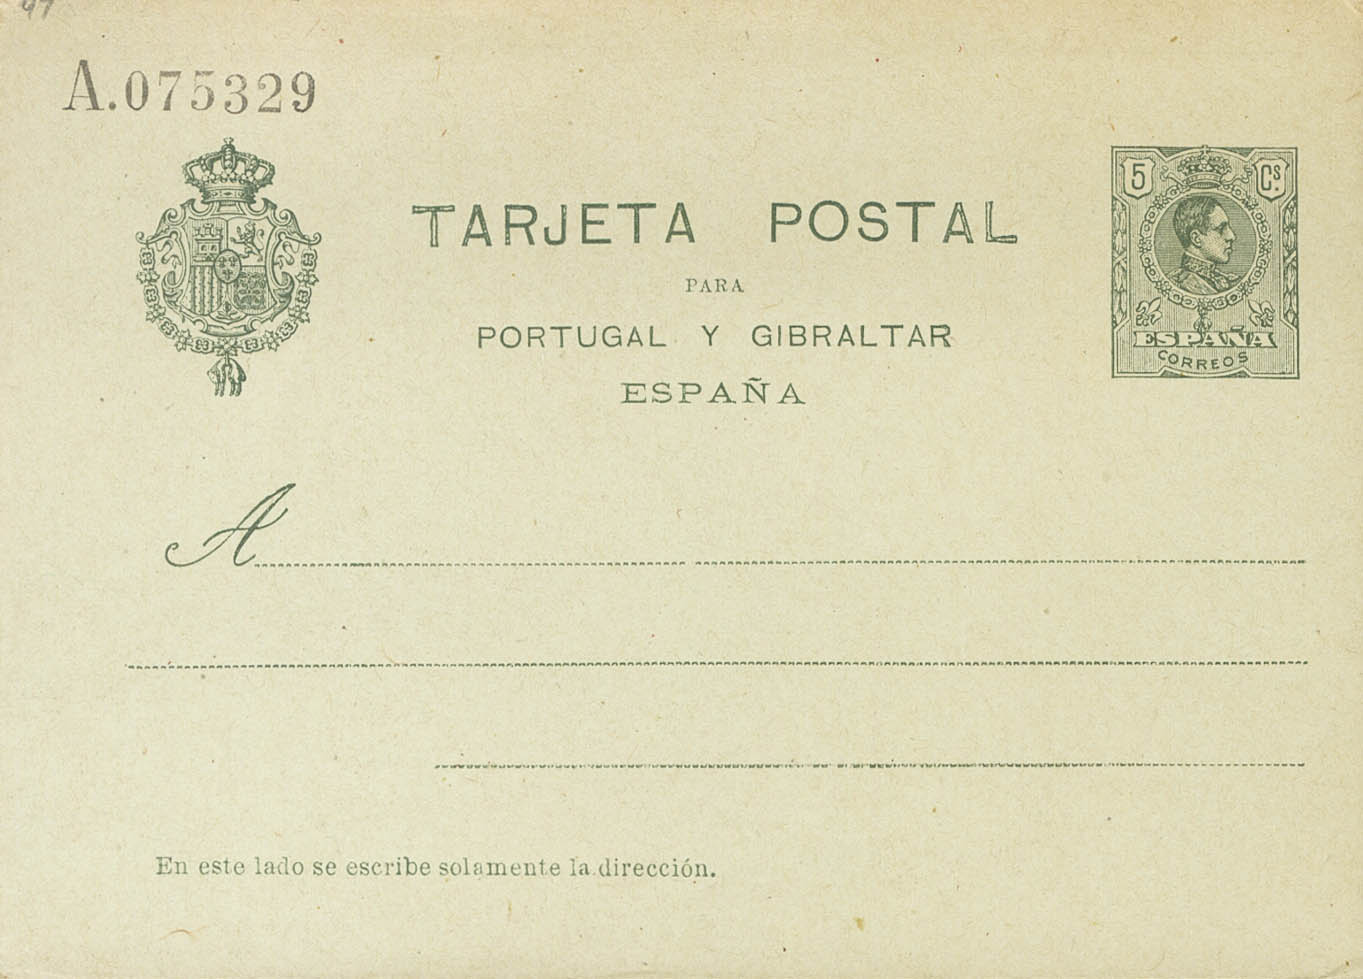 47
A.075329
5 Cs.
TARJETA POSTAL
PARA
PORTUGAL Y GIBRALTAR
ESPAÑA
CORREOS
ESPAÑA
A
En este lado se escribe solamente la dirección.